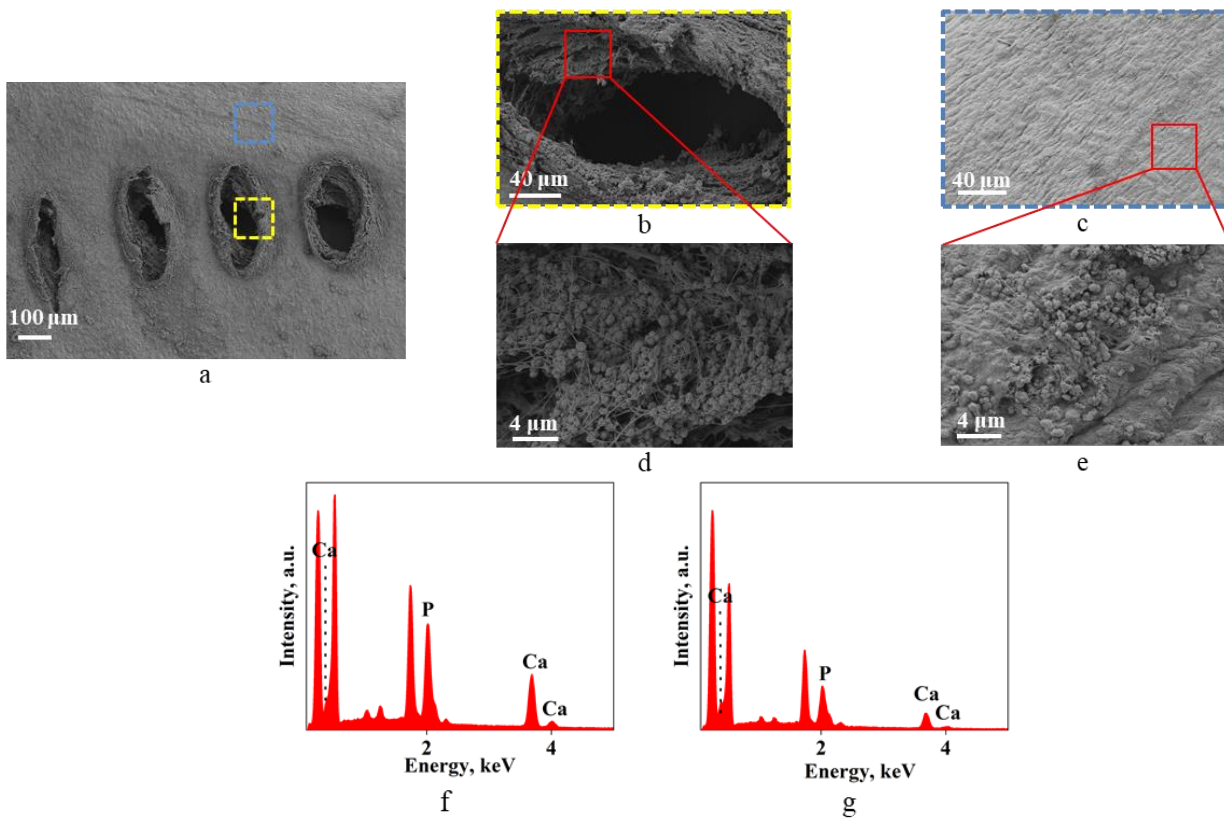 100 µm
a
40 µm
b
40 µm
c
4 µm
d
4 µm
e
Intensity, a.u.
Ca
P
Ca
Ca
2
4
Energy, keV
f
Intensity, a.u.
Ca
P
Ca
Ca
2
4
Energy, keV
g